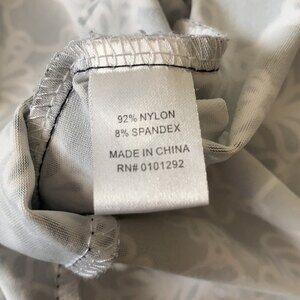 92% NYLON
8% SPANDEX
MADE IN CHINA
RN# 0101292